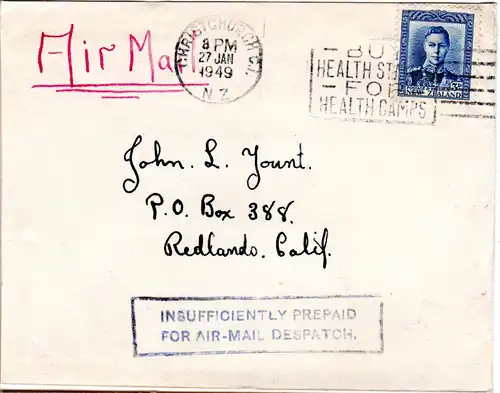 Air Mail
CHRISTCHURCH
8 PM
27 JAN
1949
N.Z.
BUY
HEALTH
FOR
HEALTH CAMPS
NEW ZEALAND
John L. Yount.
P.O. Box 388.
Redlands. Calif.
INSUFFICIENTLY PREPAID
FOR AIR-MAIL DESPATCH.